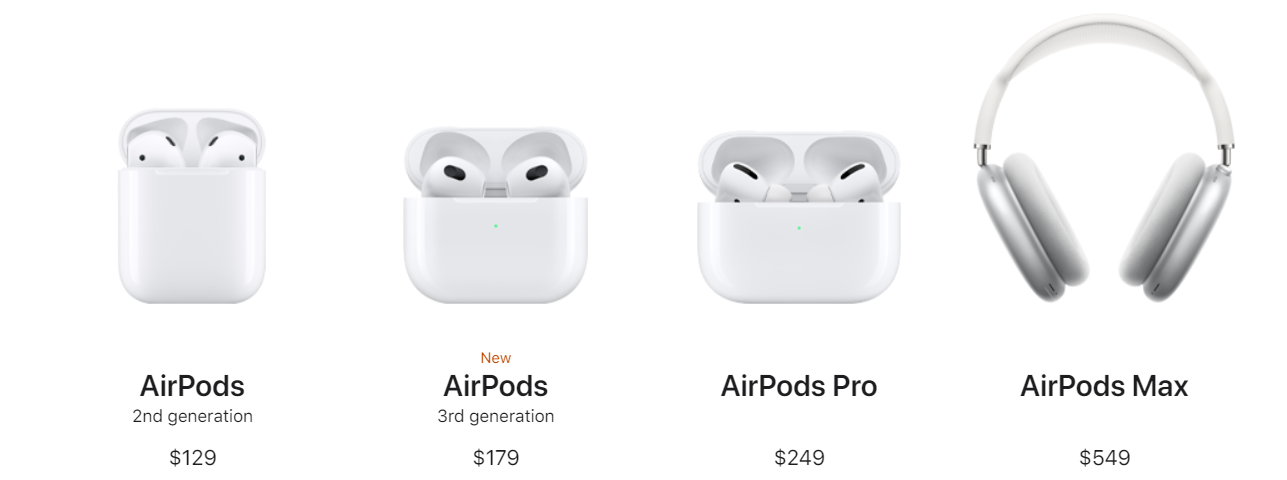 New
AirPods
AirPods
AirPods Pro
AirPods Max
2nd generation
3rd generation
$129
$179
$249
$549